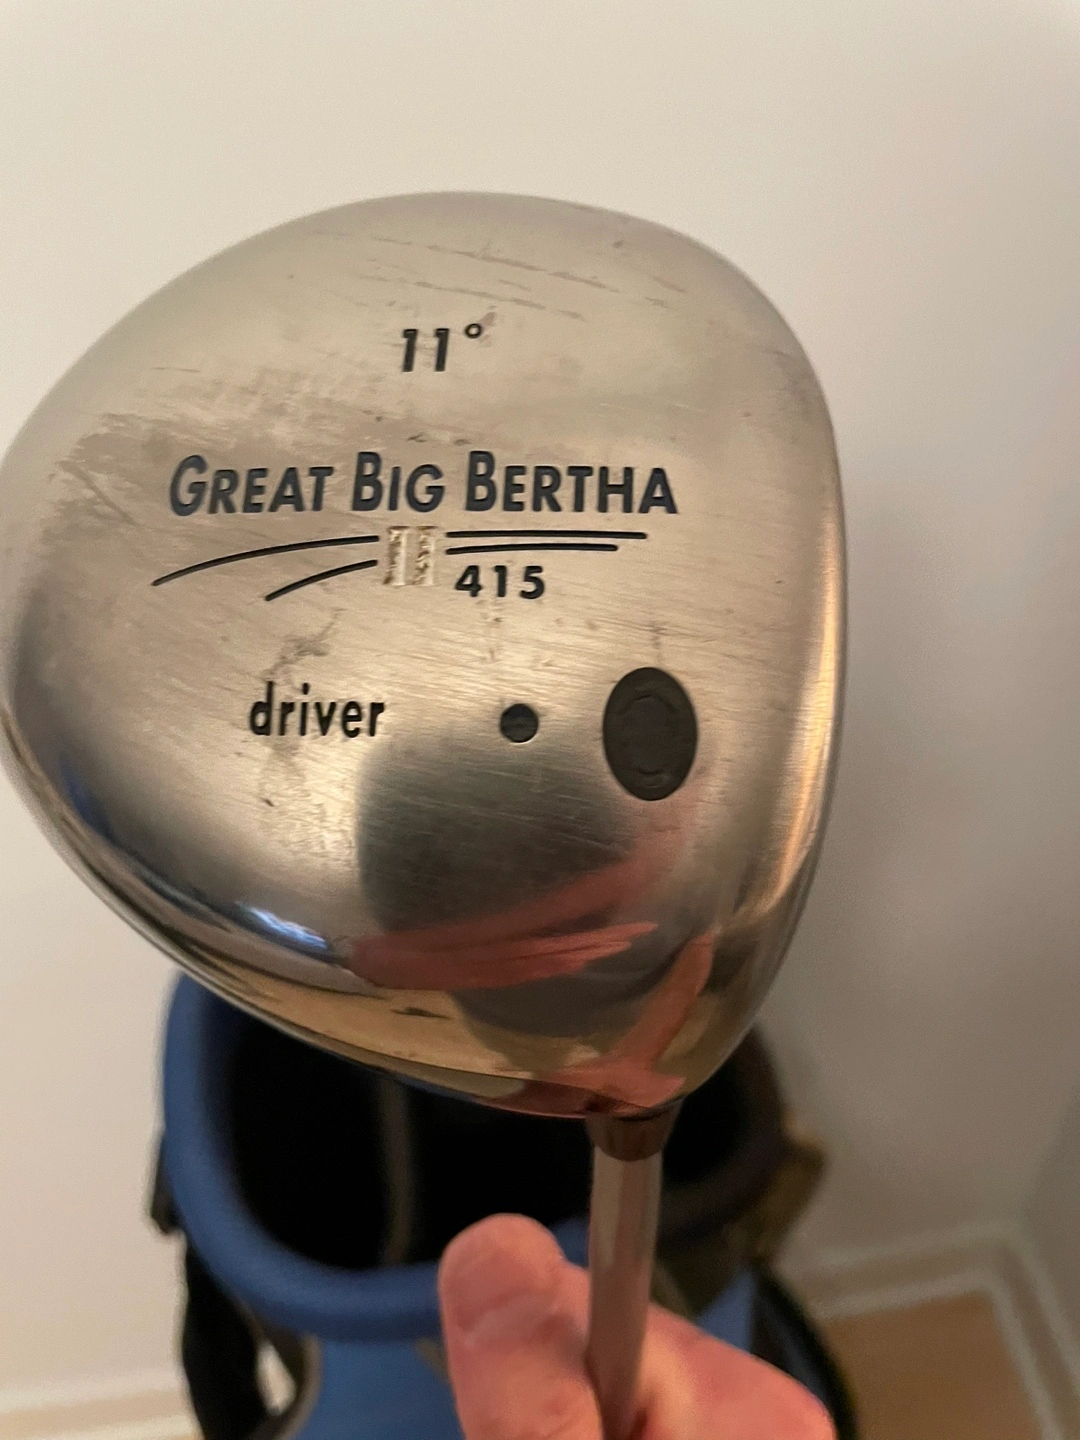 11°
GREAT BIG BERTHA
II
415
driver